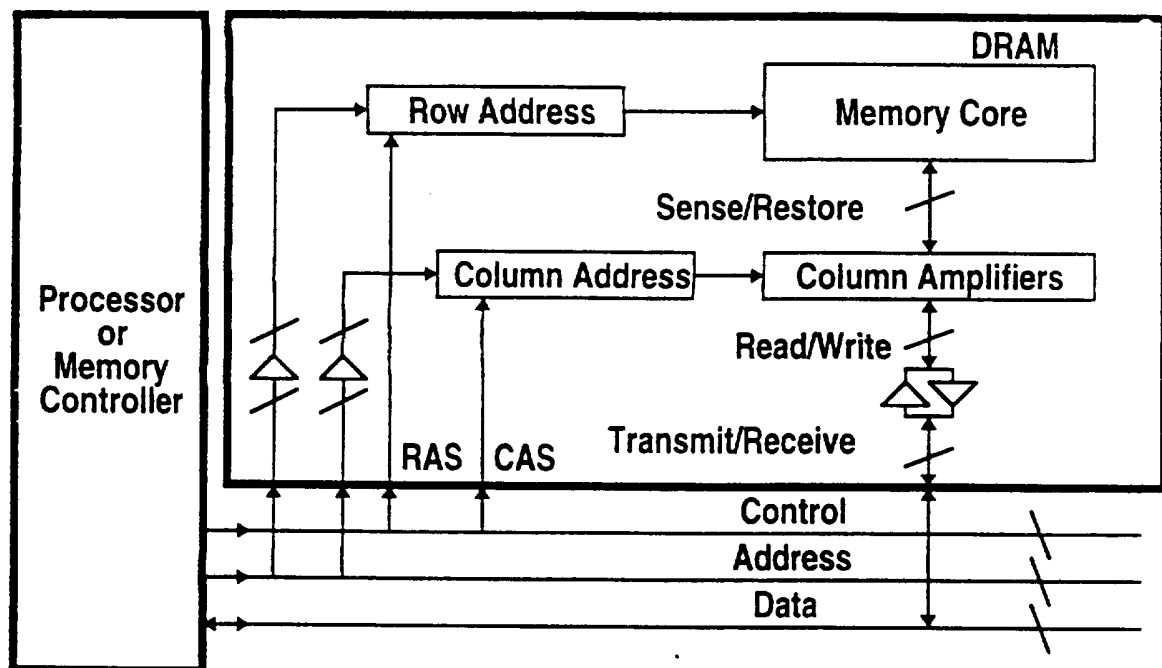 DRAM
Row Address
Memory Core
Sense/Restore
Column Address
Column Amplifiers
Processor
or
Memory
Controller
Read/Write
Transmit/Receive
RAS
CAS
Control
Address
Data